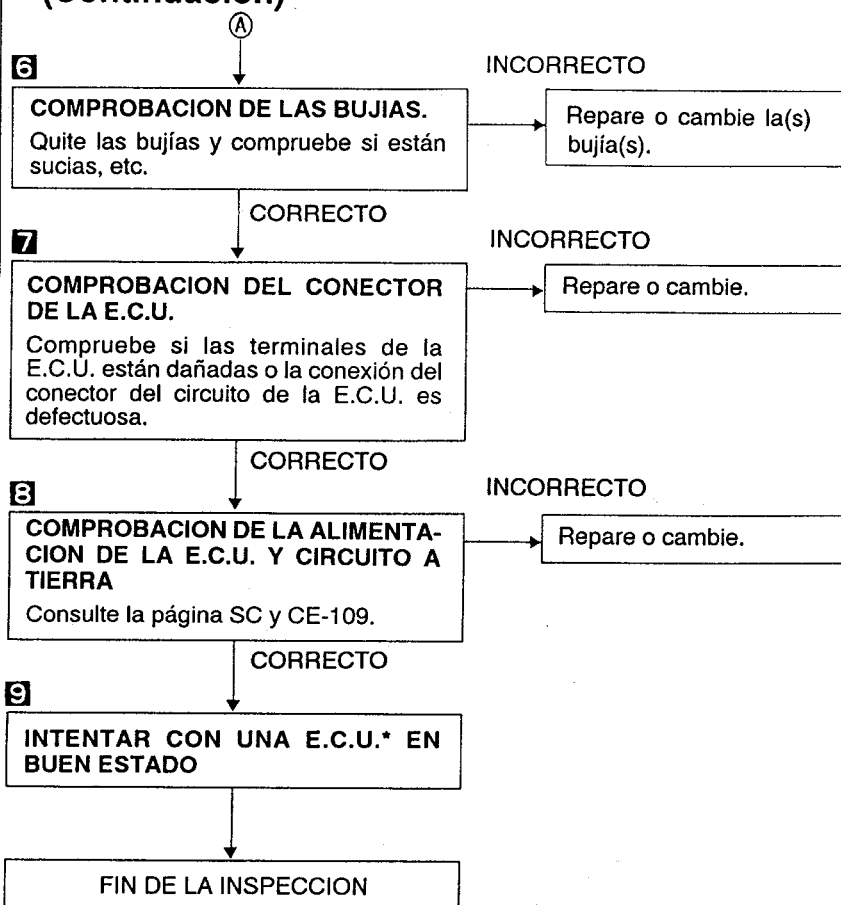 (Continuación)
A
6
INCORRECTO
COMPROBACION DE LAS BUJIAS.
Quite las bujías y compruebe si están
sucias, etc.
Repare o cambie la(s)
bujía(s).
CORRECTO
7
INCORRECTO
COMPROBACION DEL CONECTOR
DE LA E.C.U.
Compruebe si las terminales de la
E.C.U. están dañadas o la conexión del
conector del circuito de la E.C.U. es
defectuosa.
Repare o cambie.
CORRECTO
8
INCORRECTO
COMPROBACION DE LA ALIMENTA-
CION DE LA E.C.U. Y CIRCUITO A
TIERRA
Consulte la página SC y CE-109.
Repare o cambie.
CORRECTO
9
INTENTAR CON UNA E.C.U.* EN
BUEN ESTADO
FIN DE LA INSPECCION